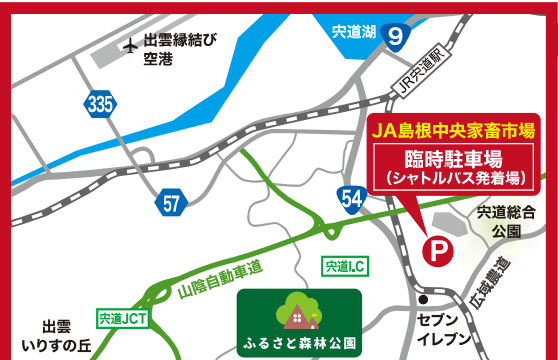 出雲縁結び
空港
宍道湖
9
JR宍道駅
335
JA島根中央家畜市場
臨時駐車場
(シャトルバス発着場)
57
54
宍道総合
公園
P
宍道I.C
山陰自動車道
広域農道
宍道JCT
セブン
イレブン
出雲
いりすの丘
ふるさと森林公園